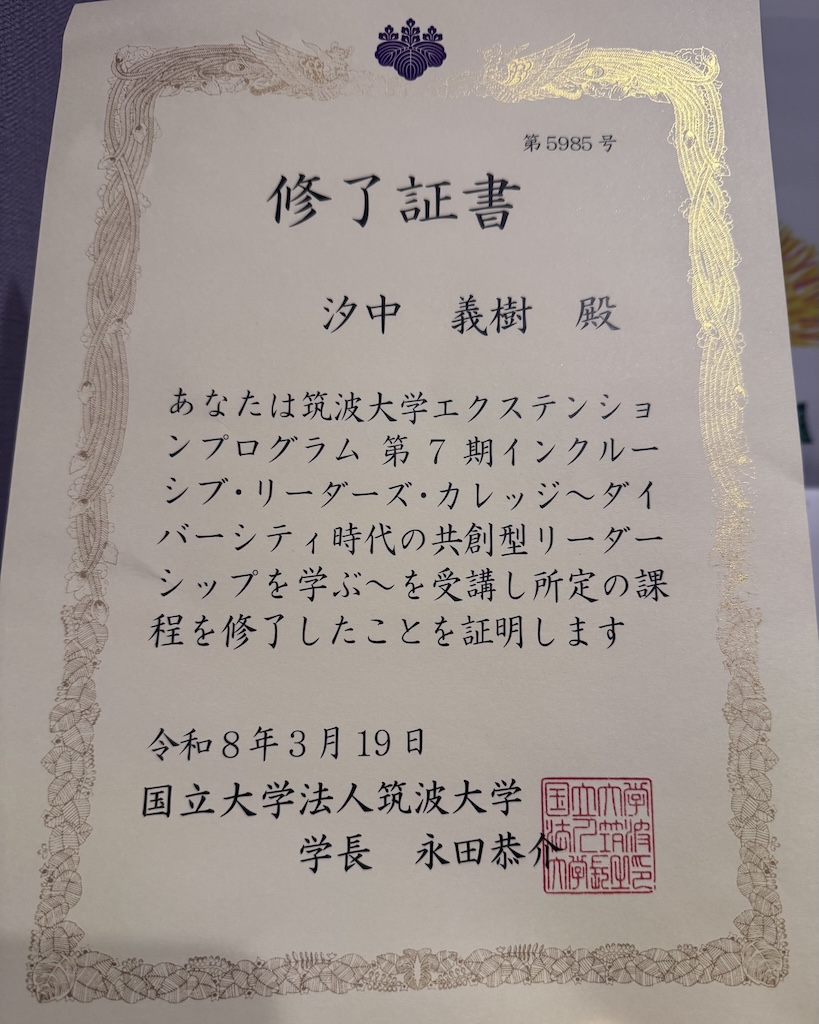 第5985号
修了証書
汐中 義樹 殿
あなたは筑波大学エクステンショ
ンプログラム 第7期インクルー
シブ・リーダーズ・カレッジ～ダイ
バーシティ時代の共創型リーダー
シップを学ぶ～を受講し所定の課
程を修了したことを証明します
令和8年3月19日
国立大学法人筑波大学
学長 永田恭介